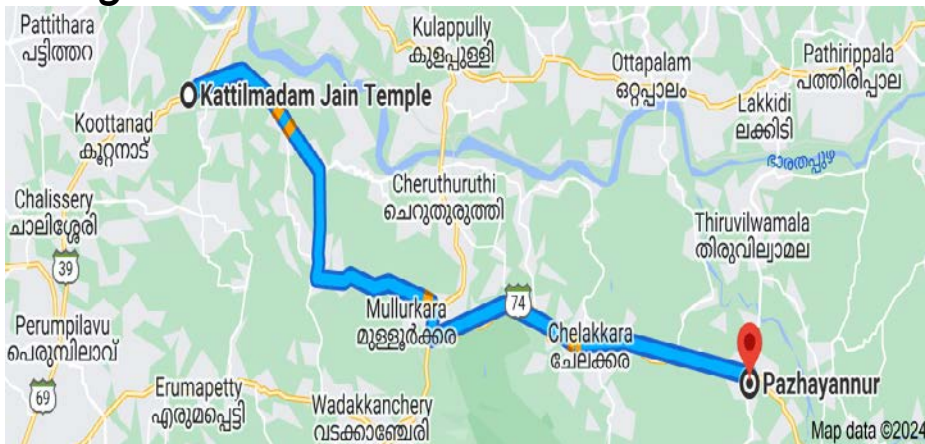 Pattithara
പട്ടിത്തറ
Kulappully
കുളപ്പുള്ളി
Ottapalam
ഒറ്റപ്പാലം
Pathirippala
പത്തിരിപ്പാല
Kattilmadam Jain Temple
Lakkidi
ലക്കിടി
Koottanad
കൂറ്റനാട്
ഭാരതപ്പുഴ
Cheruthuruthi
ചെറുതുരുത്തി
Chalissery
ചാലിശ്ശേരി
Thiruvilwamala
തിരുവില്വാമല
39
74
Mullurkara
മുള്ളൂർക്കര
Chelakkara
ചേലക്കര
Perumpilavu
പെരുമ്പിലാവ്
Pazhayannur
69
Erumapetty
എരുമപ്പെട്ടി
Wadakkanchery
വടക്കാഞ്ചേരി
Map data ©2024